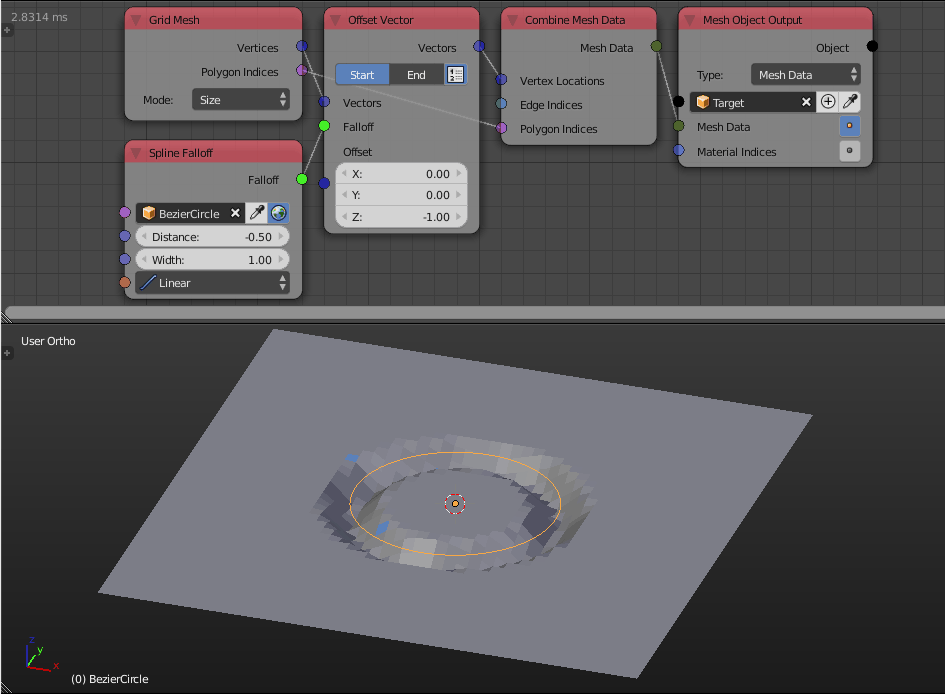 2.8314 ms
Grid Mesh
Vertices
Polygon Indices
Mode: Size
Spline Falloff
Falloff
BezierCircle
Distance: -0.50
Width: 1.00
Linear
Offset Vector
Vectors
Start End
Vectors
Falloff
Offset
X: 0.00
Y: 0.00
Z: -1.00
Combine Mesh Data
Mesh Data
Vertex Locations
Edge Indices
Polygon Indices
Mesh Object Output
Object
Type: Mesh Data
Target
Mesh Data
Material Indices
User Ortho
z
y
x
(0) BezierCircle